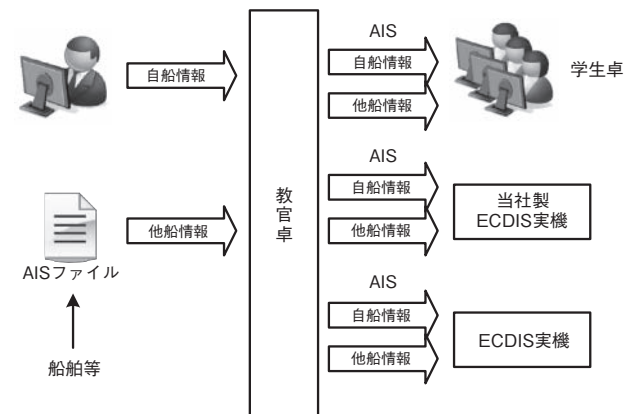 自船情報
他船情報
AISファイル
船舶等
教
官
卓
AIS
自船情報
他船情報
学生卓
AIS
自船情報
他船情報
当社製
ECDIS実機
AIS
自船情報
他船情報
ECDIS実機